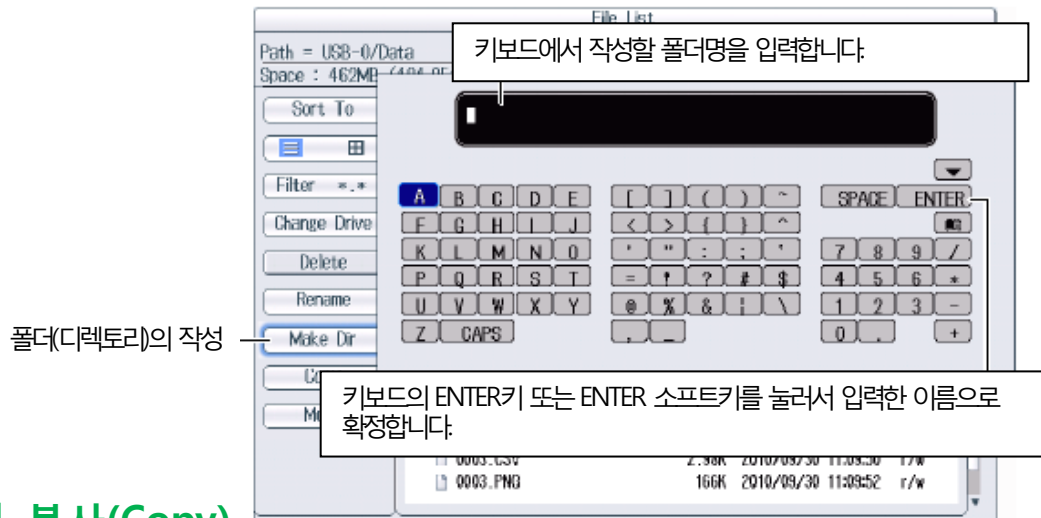 File List
Path = USB-0/Data
Space : 462MB
키보드에서 작성할 폴더명을 입력합니다.
Sort To
Filter *.*
Change Drive
Delete
Rename
Make Dir
폴더(디렉토리)의 작성
A B C D E [ ] ( ) ~ SPACE ENTER
F G H I J < > { } ^
K L M N O ' " : ; ` 7 8 9 /
P Q R S T = ! ? # $ 4 5 6 *
U V W X Y @ % & ¦ \ 1 2 3 -
Z CAPS , _ 0 . +
키보드의 ENTER키 또는 ENTER 소프트키를 눌러서 입력한 이름으로
확정합니다.
0003.CSV 2.98K 2010/09/30 11:09:50 r/w
0003.PNG 166K 2010/09/30 11:09:52 r/w
복사(Copy)